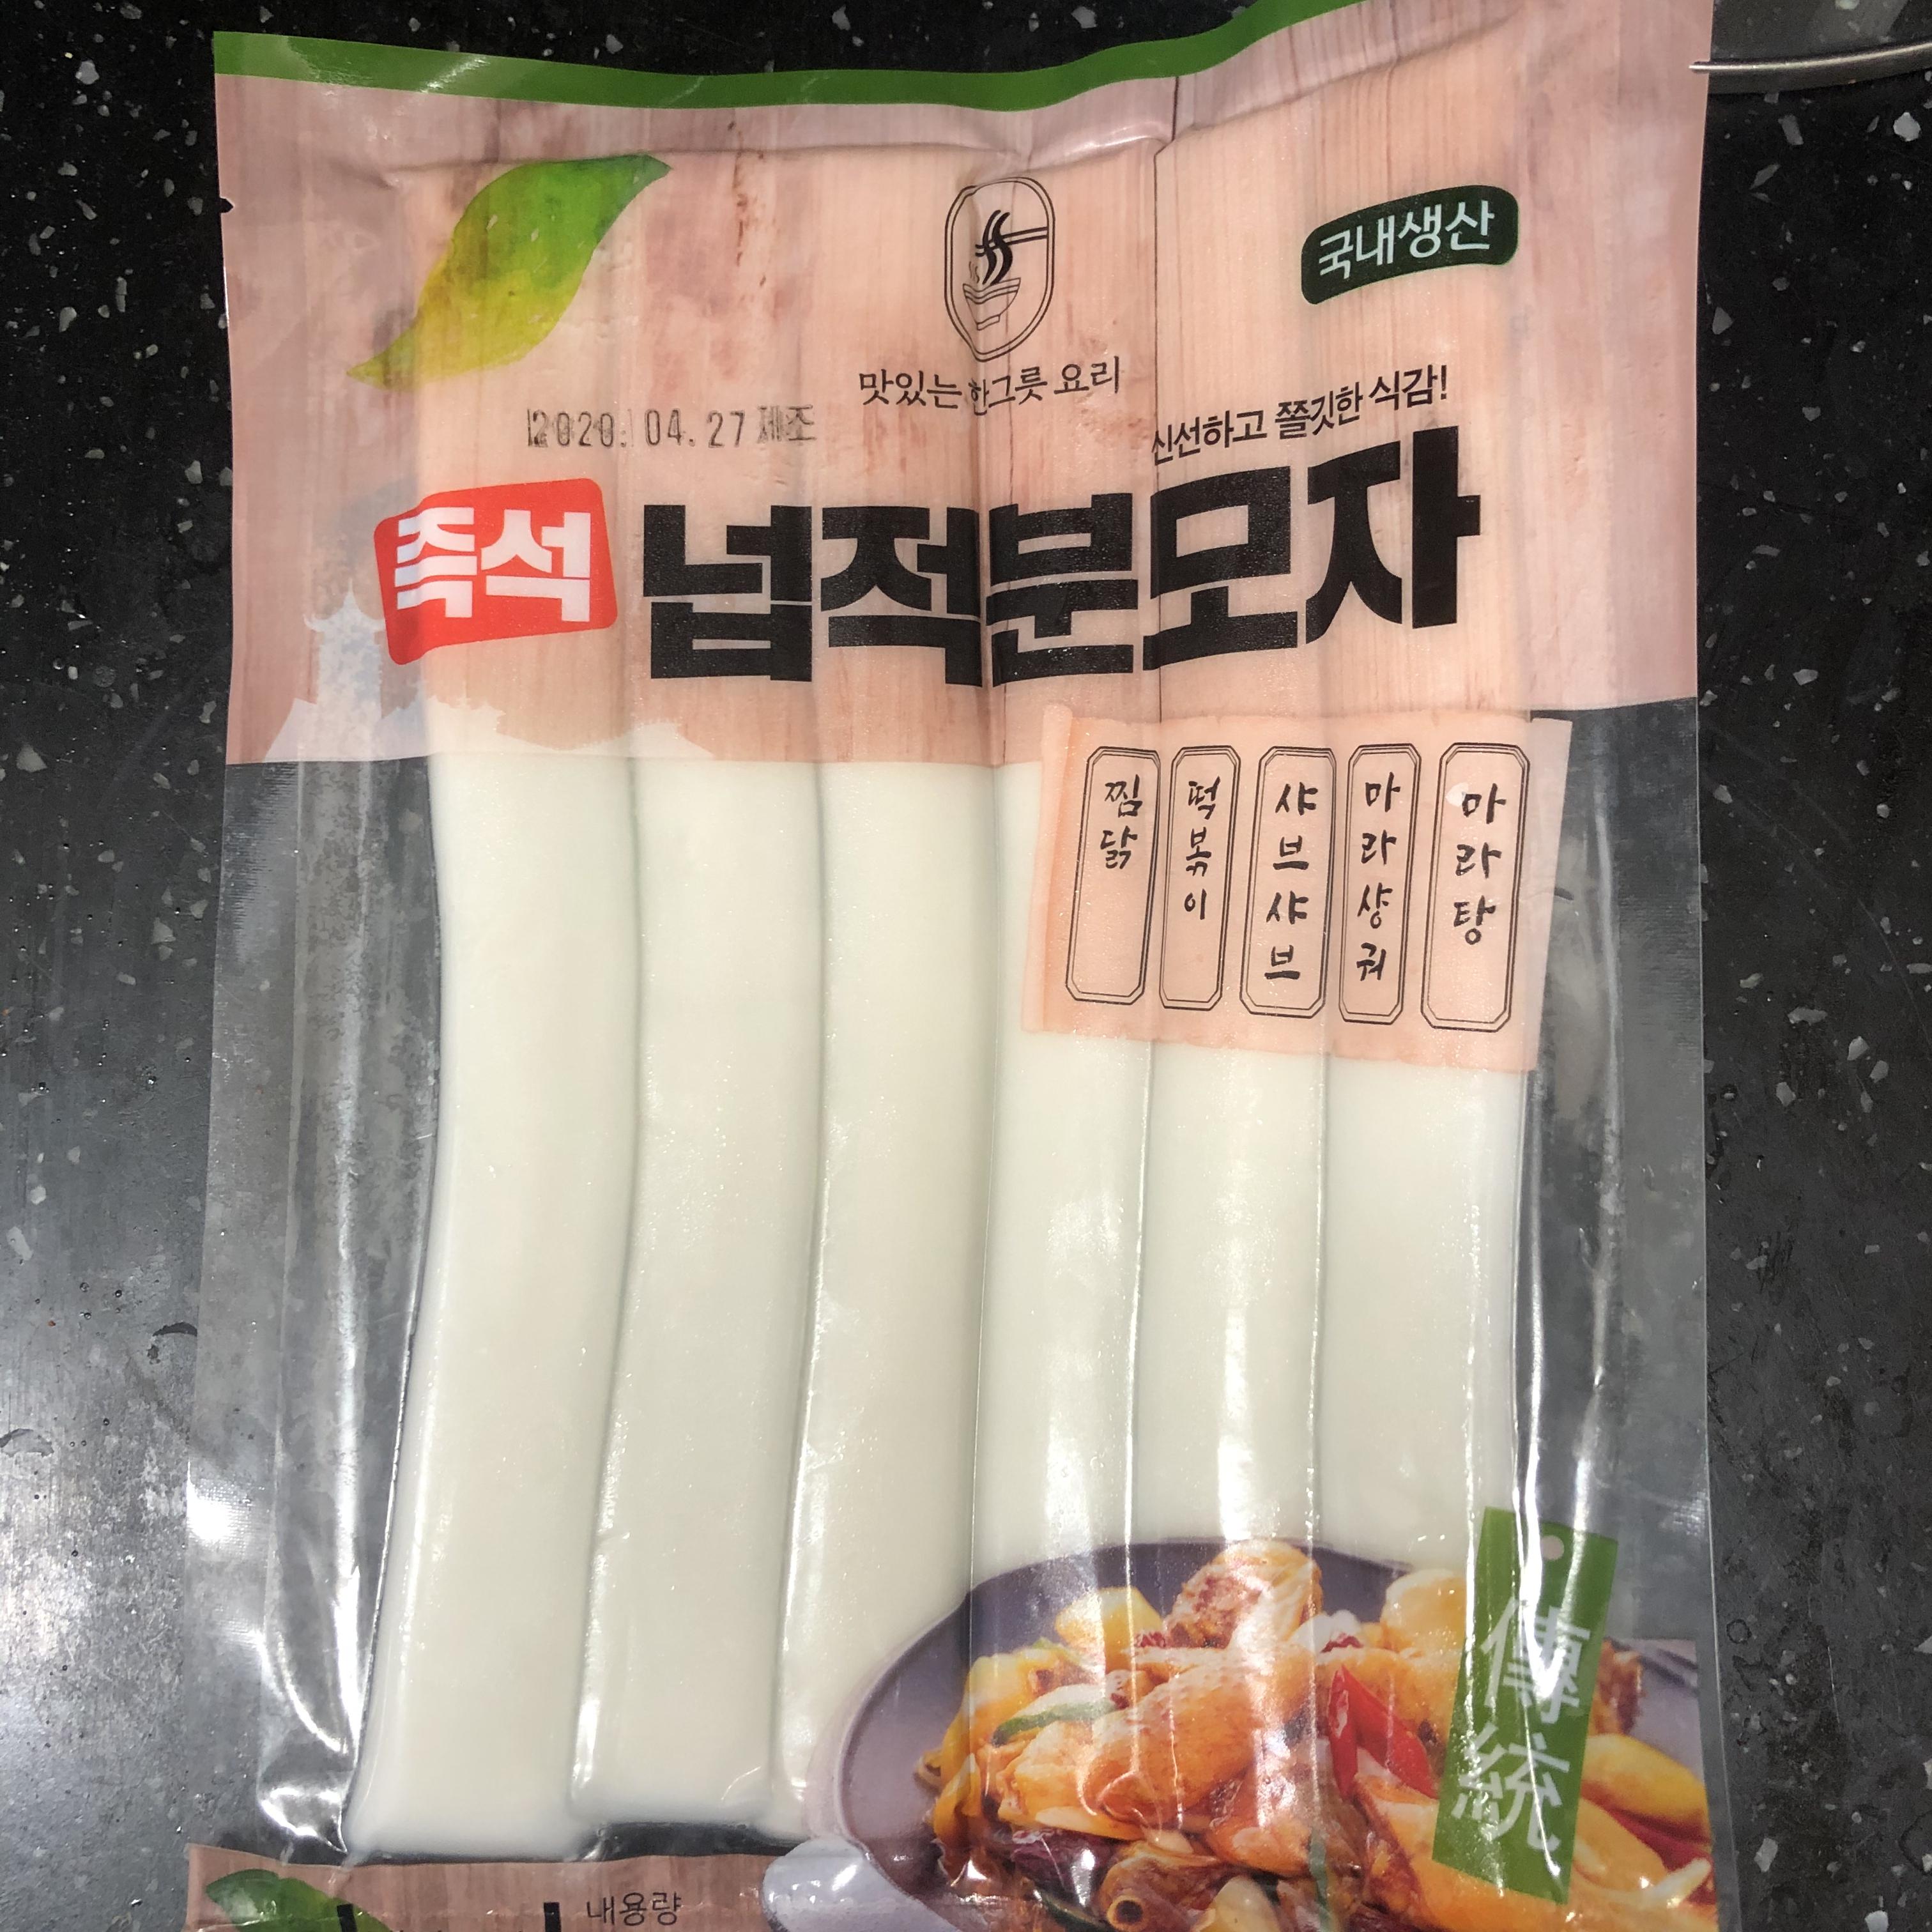 국내생산
맛있는 한그릇 요리
신선하고 쫄깃한 식감!
2020. 04. 27 제조
즉석 넙적분모자
찜닭
떡볶이
샤브샤브
마라샹궈
마라탕
傳統
내용량